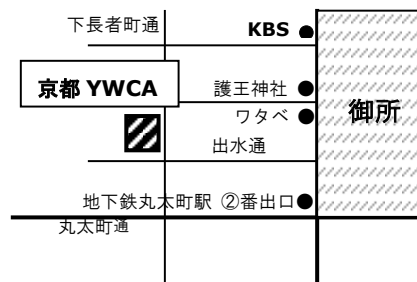 下長者町通
KBS
京都 YWCA
護王神社
御所
ワタベ
出水通
地下鉄丸太町駅 ②番出口
丸太町通